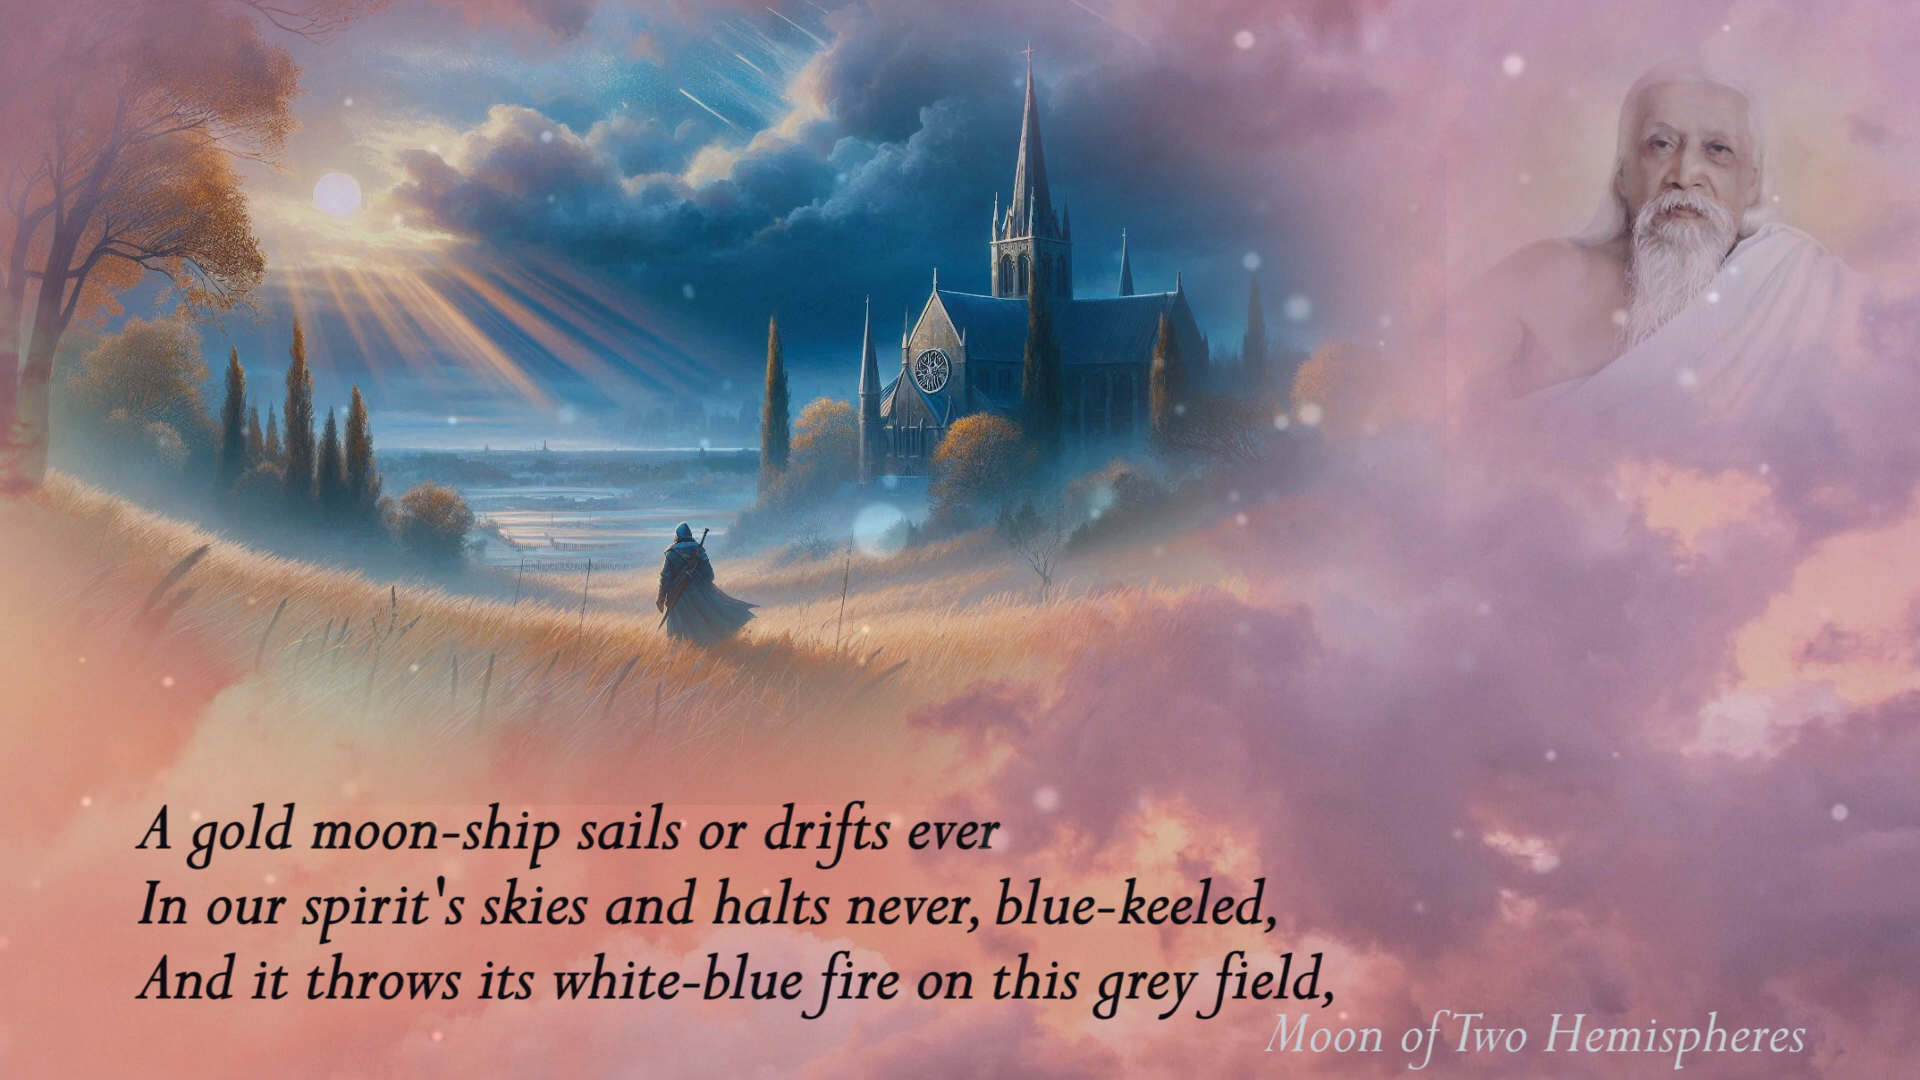 A gold moon-ship sails or drifts ever
In our spirit's skies and halts never, blue-keeled,
And it throws its white-blue fire on this grey field,
Moon of Two Hemispheres